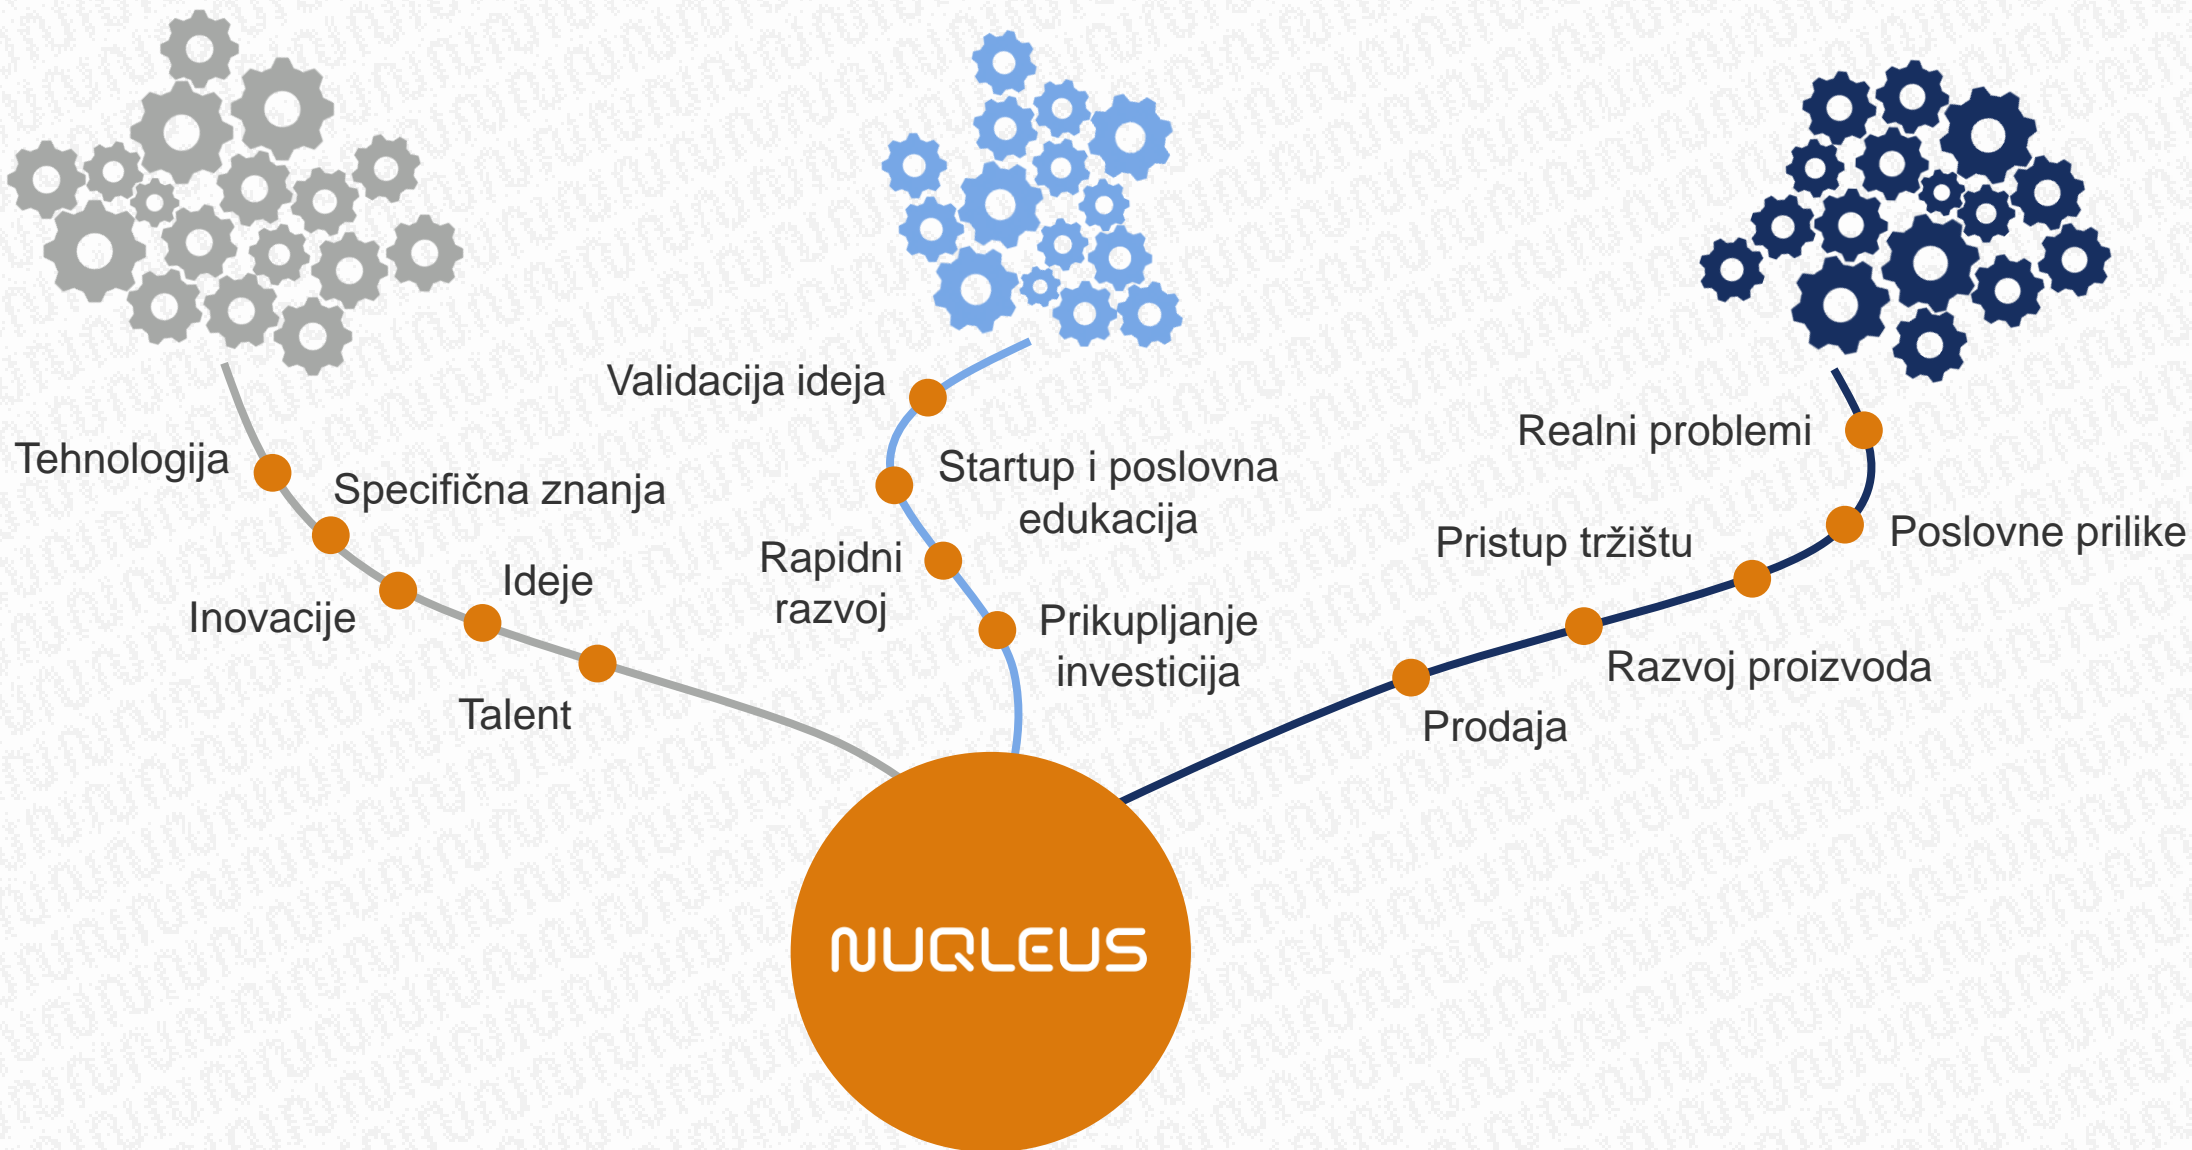 Tehnologija
Specifična znanja
Inovacije
Ideje
Talent
Validacija ideja
Startup i poslovna
edukacija
Rapidni
razvoj
Prikupljanje
investicija
Realni problemi
Poslovne prilike
Pristup tržištu
Razvoj proizvoda
Prodaja
NUQLEUS